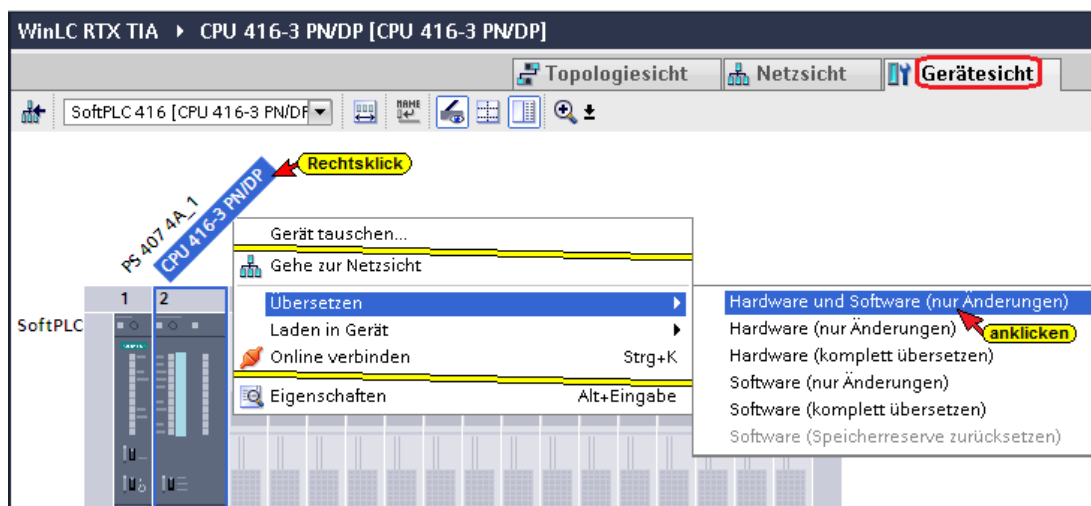 WinLC RTX TIA ▸ CPU 416-3 PN/DP [CPU 416-3 PN/DP]
Topologiesicht Netzsicht Gerätesicht
SoftPLC 416 [CPU 416-3 PN/DP
Rechtsklick
PS 407 4A_1
CPU 416-3 PN/DP
Gerät tauschen...
Gehe zur Netzsicht
1 2
Übersetzen
Hardware und Software (nur Änderungen)
SoftPLC
Laden in Gerät
Hardware (nur Änderungen)
anklicken
Online verbinden Strg+K
Hardware (komplett übersetzen)
Software (nur Änderungen)
Eigenschaften Alt+Eingabe
Software (komplett übersetzen)
Software (Speicherreserve zurücksetzen)